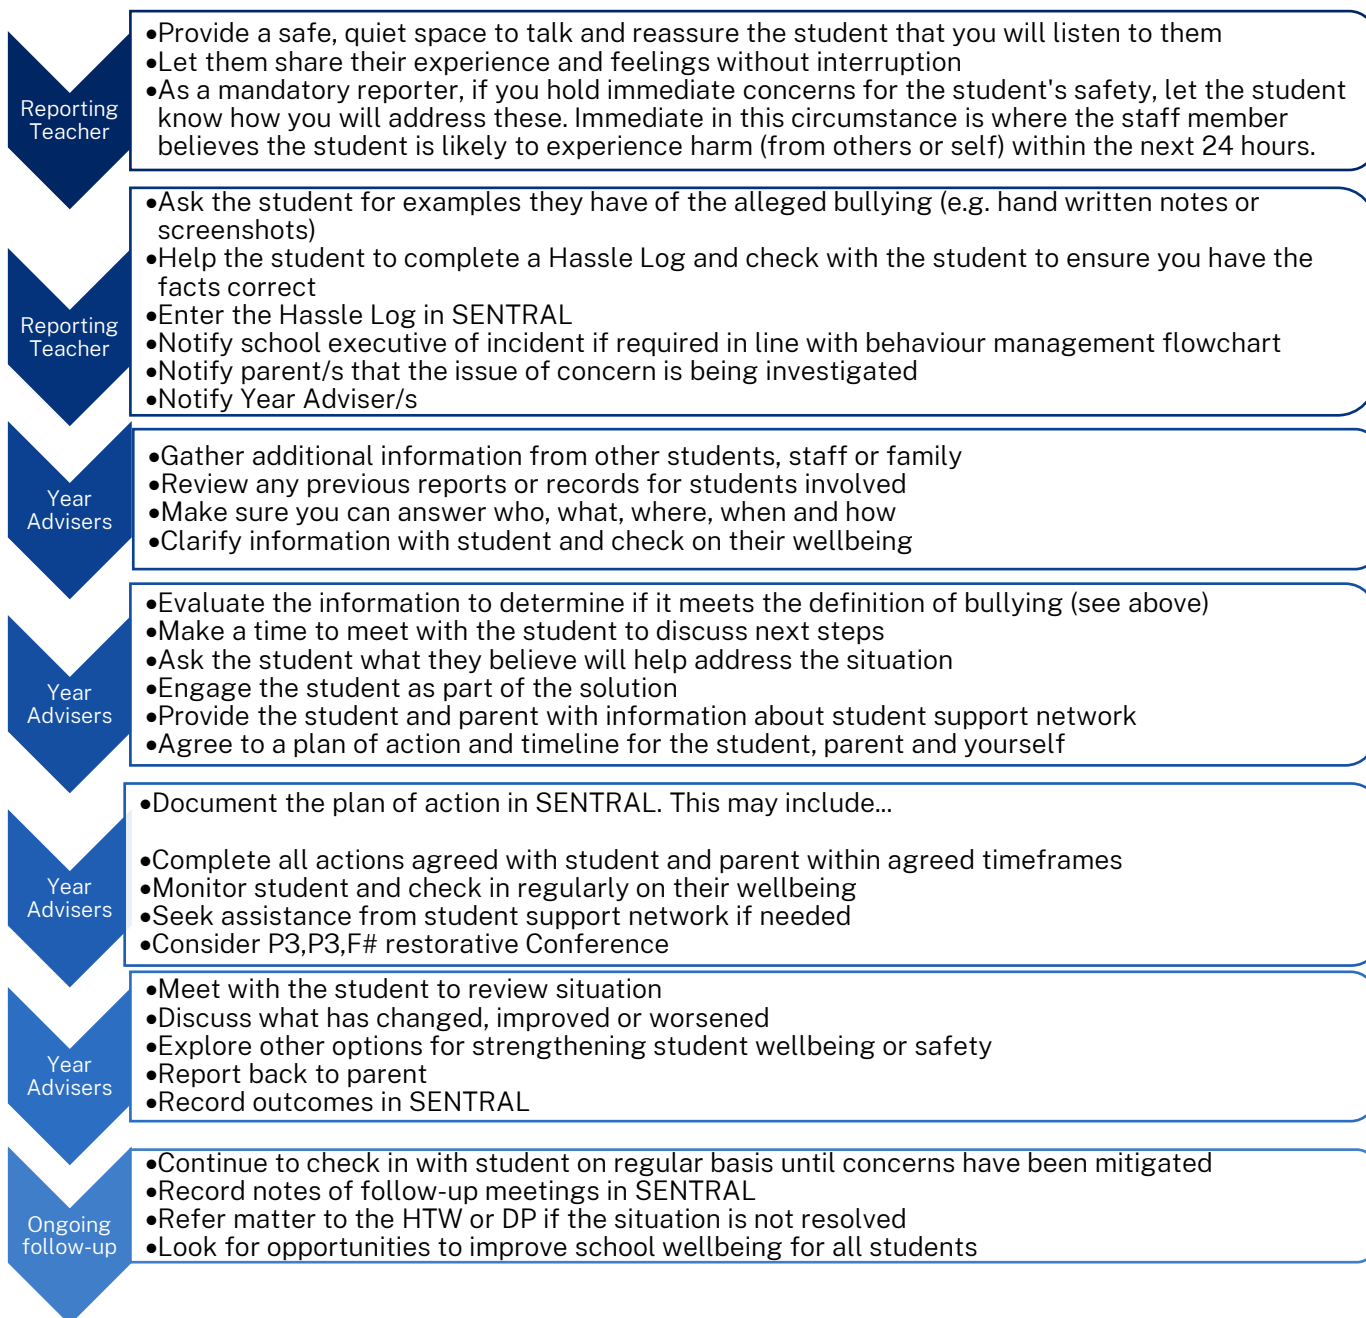 Reporting
Teacher
•Provide a safe, quiet space to talk and reassure the student that you will listen to them
•Let them share their experience and feelings without interruption
•As a mandatory reporter, if you hold immediate concerns for the student's safety, let the student
know how you will address these. Immediate in this circumstance is where the staff member
believes the student is likely to experience harm (from others or self) within the next 24 hours.
Reporting
Teacher
•Ask the student for examples they have of the alleged bullying (e.g. hand written notes or
screenshots)
•Help the student to complete a Hassle Log and check with the student to ensure you have the
facts correct
•Enter the Hassle Log in SENTRAL
•Notify school executive of incident if required in line with behaviour management flowchart
•Notify parent/s that the issue of concern is being investigated
•Notify Year Adviser/s
Year
Advisers
•Gather additional information from other students, staff or family
•Review any previous reports or records for students involved
•Make sure you can answer who, what, where, when and how
•Clarify information with student and check on their wellbeing
Year
Advisers
•Evaluate the information to determine if it meets the definition of bullying (see above)
•Make a time to meet with the student to discuss next steps
•Ask the student what they believe will help address the situation
•Engage the student as part of the solution
•Provide the student and parent with information about student support network
•Agree to a plan of action and timeline for the student, parent and yourself
Year
Advisers
•Document the plan of action in SENTRAL. This may include...
•Complete all actions agreed with student and parent within agreed timeframes
•Monitor student and check in regularly on their wellbeing
•Seek assistance from student support network if needed
•Consider P3,P3,F# restorative Conference
Year
Advisers
•Meet with the student to review situation
•Discuss what has changed, improved or worsened
•Explore other options for strengthening student wellbeing or safety
•Report back to parent
•Record outcomes in SENTRAL
Ongoing
follow-up
•Continue to check in with student on regular basis until concerns have been mitigated
•Record notes of follow-up meetings in SENTRAL
•Refer matter to the HTW or DP if the situation is not resolved
•Look for opportunities to improve school wellbeing for all students